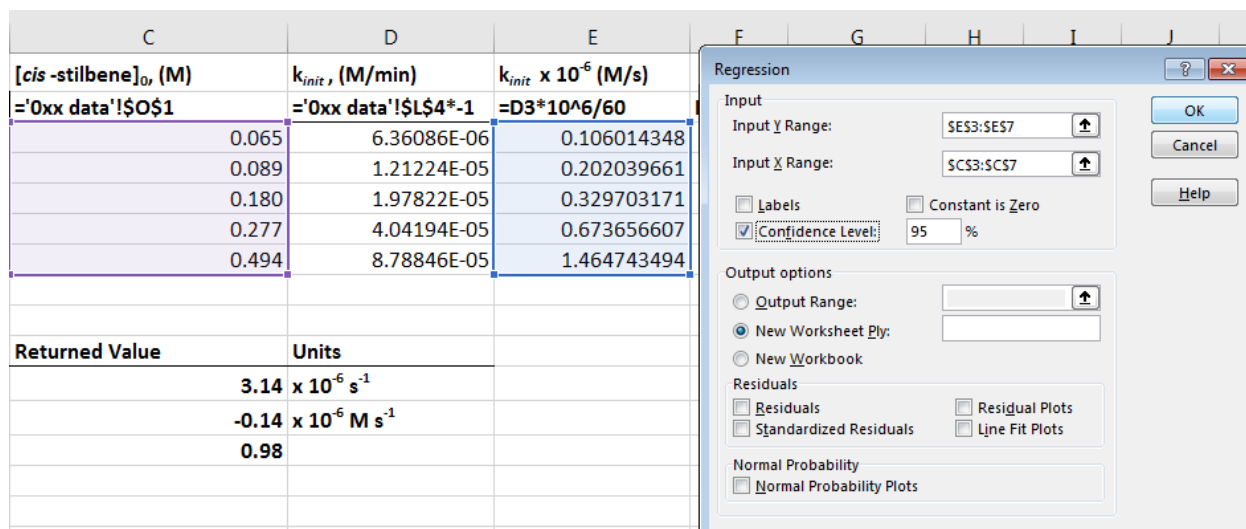 C D E F G H I J
[cis -stilbene]₀, (M) k_init , (M/min) k_init x 10⁻⁶ (M/s)
='0xx data'!$O$1 ='0xx data'!$L$4*-1 =D3*10^6/60
0.065 6.36086E-06 0.106014348
0.089 1.21224E-05 0.202039661
0.180 1.97822E-05 0.329703171
0.277 4.04194E-05 0.673656607
0.494 8.78846E-05 1.464743494
Returned Value Units
3.14 x 10⁻⁶ s⁻¹
-0.14 x 10⁻⁶ M s⁻¹
0.98
Regression
Input
Input Y Range: $E$3:$E$7
Input X Range: $C$3:$C$7
Labels Constant is Zero
Confidence Level: 95 %
Output options
Output Range:
New Worksheet Ply:
New Workbook
Residuals
Residuals Residual Plots
Standardized Residuals Line Fit Plots
Normal Probability
Normal Probability Plots
OK
Cancel
Help